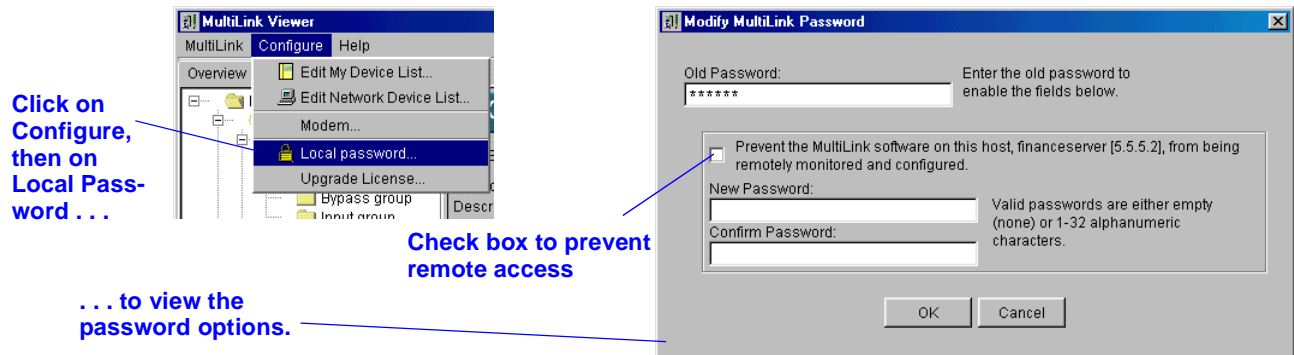 MultiLink Viewer
MultiLink Configure Help
Overview
Edit My Device List...
Edit Network Device List...
Modem...
Local password...
Upgrade License...
Bypass group
Input group
Descr
Click on
Configure,
then on
Local Pass-
word . . .
Modify MultiLink Password
Old Password:
******
Enter the old password to
enable the fields below.
Prevent the MultiLink software on this host, financeserver [5.5.5.2], from being
remotely monitored and configured.
New Password:
Confirm Password:
Valid passwords are either empty
(none) or 1-32 alphanumeric
characters.
OK Cancel
Check box to prevent
remote access
. . . to view the
password options.